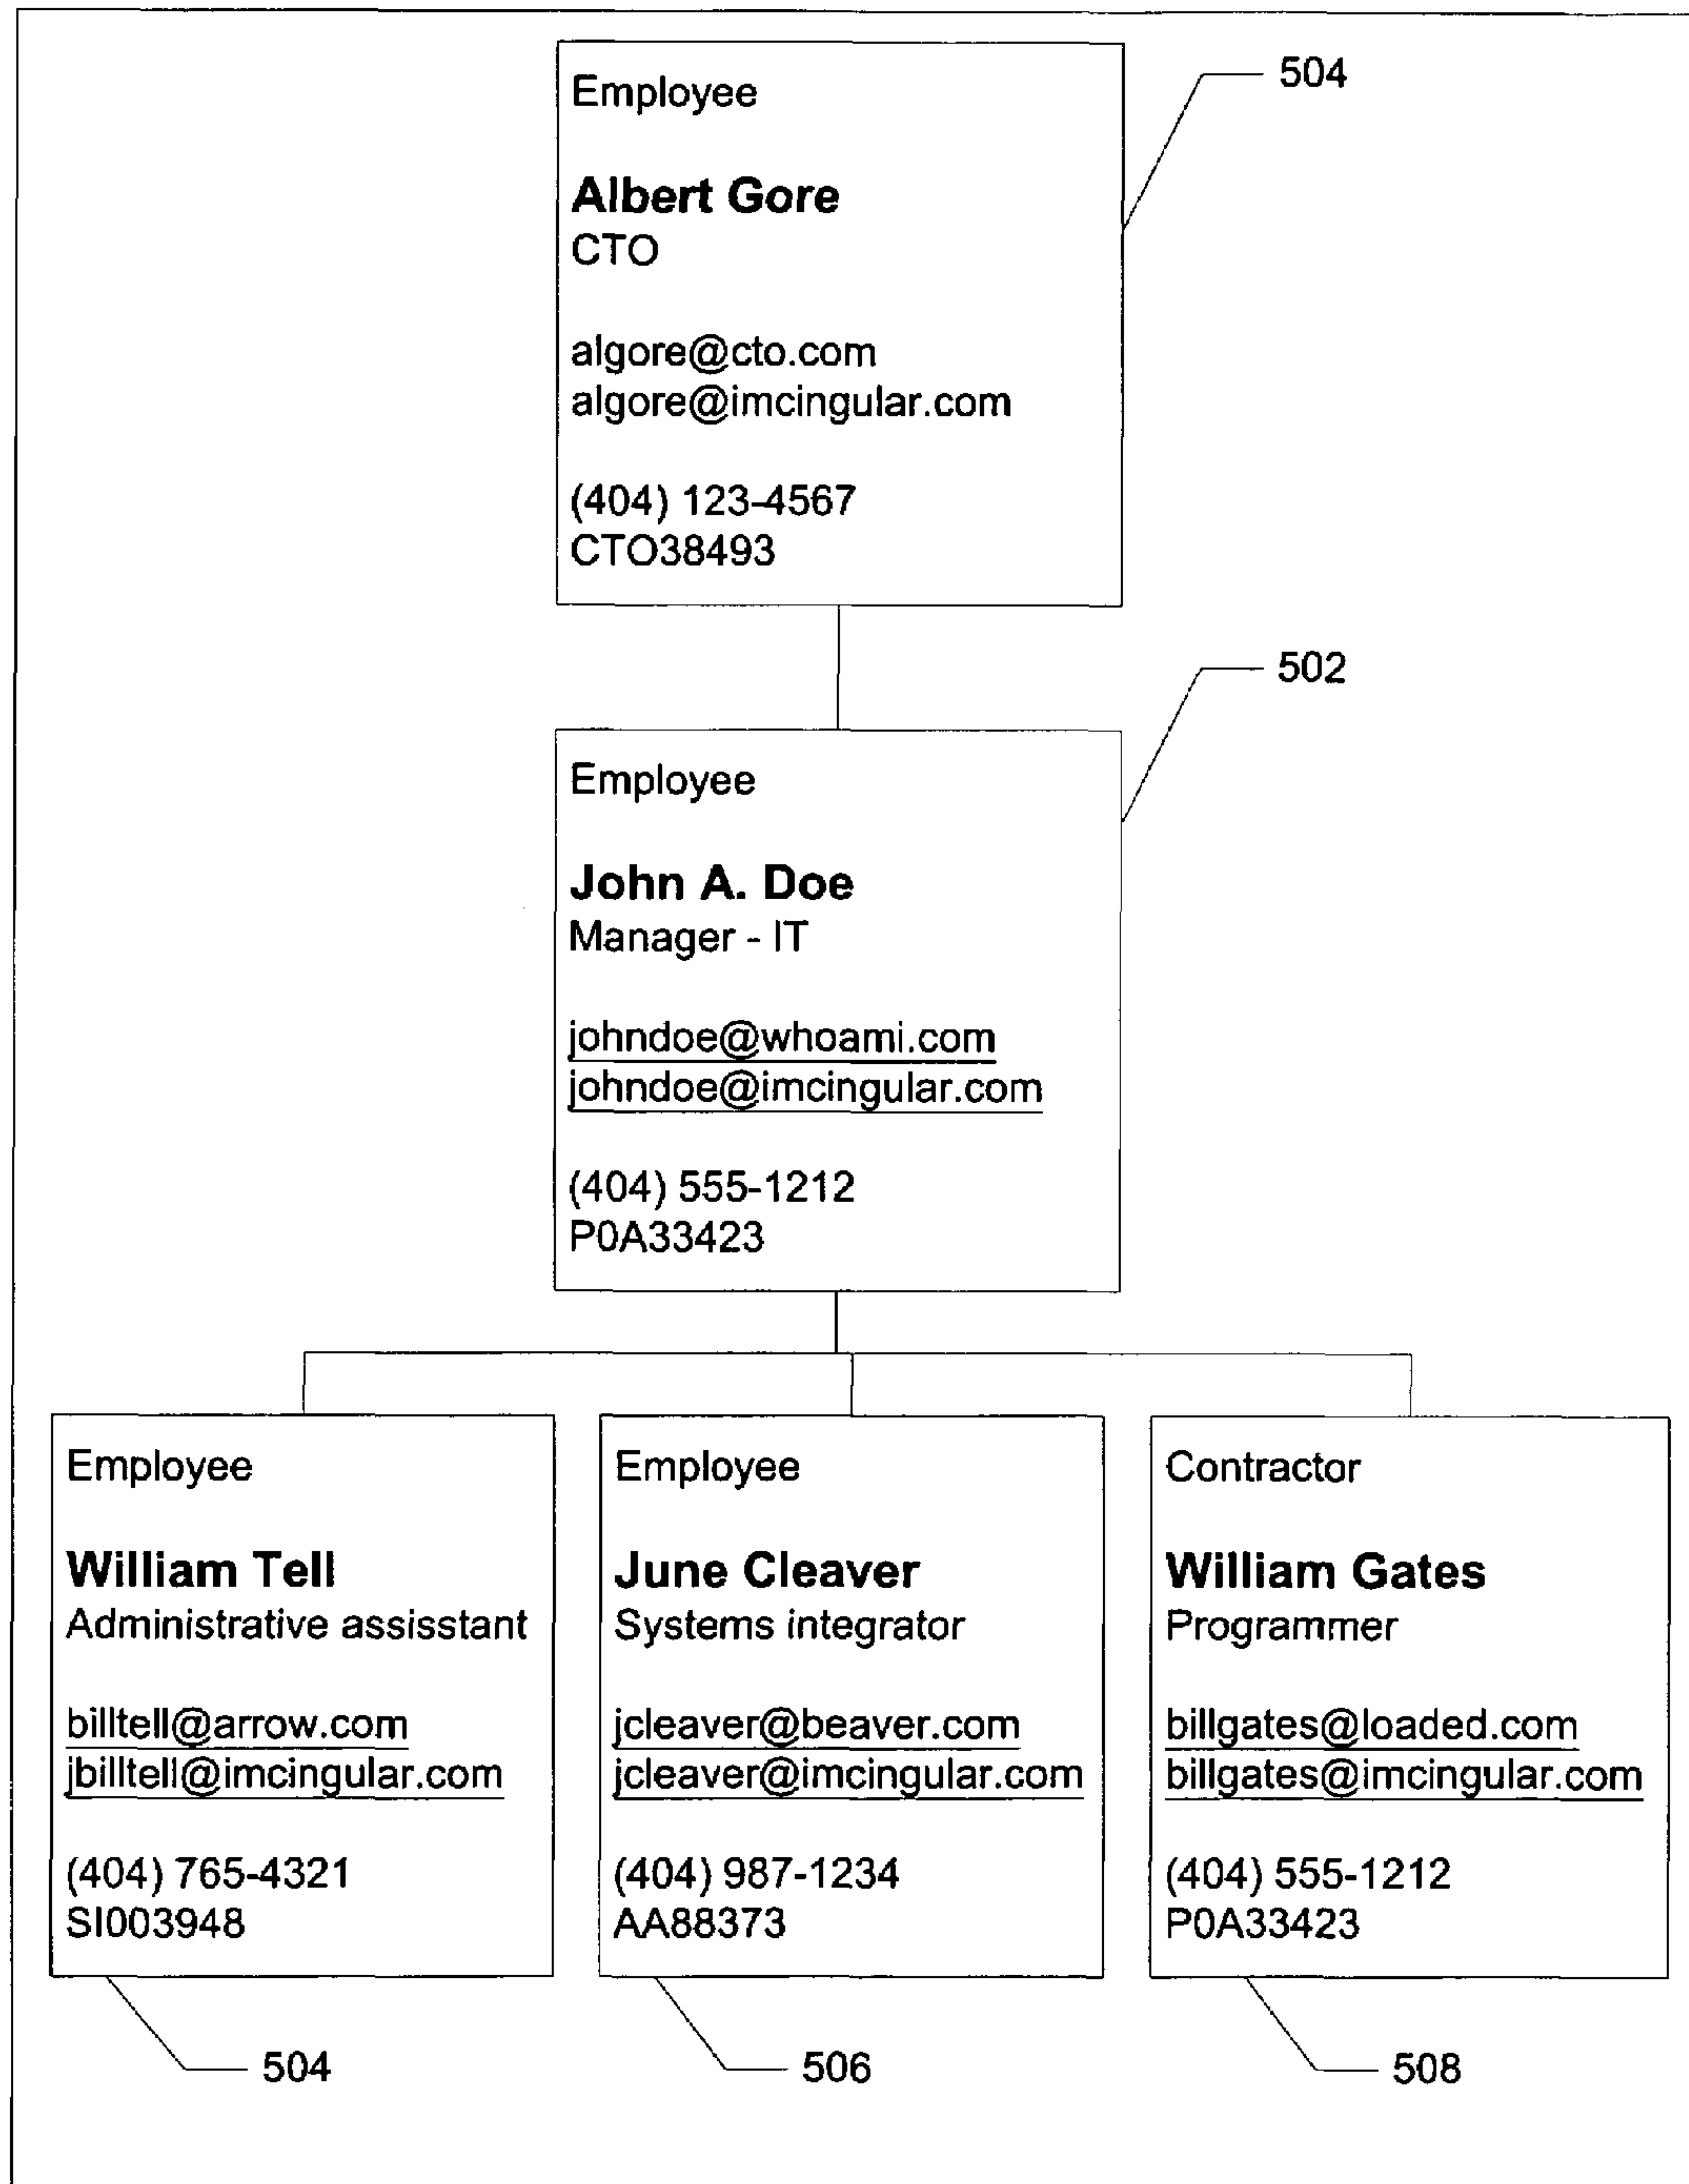 504
Employee
Albert Gore
CTO
algore@cto.com
algore@imcingular.com
(404) 123-4567
CTO38493
502
Employee
John A. Doe
Manager - IT
johndoe@whoami.com
johndoe@imcingular.com
(404) 555-1212
P0A33423
Employee
William Tell
Administrative assisstant
billtell@arrow.com
jbilltell@imcingular.com
(404) 765-4321
SI003948
504
Employee
June Cleaver
Systems integrator
jcleaver@beaver.com
jcleaver@imcingular.com
(404) 987-1234
AA88373
506
Contractor
William Gates
Programmer
billgates@loaded.com
billgates@imcingular.com
(404) 555-1212
P0A33423
508